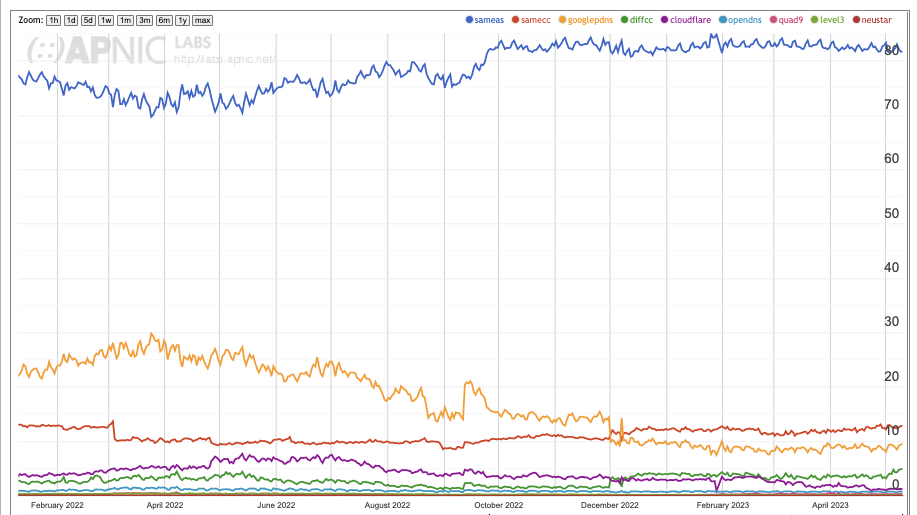 Zoom: 1h 1d 5d 1w 1m 3m 6m 1y max
sameas samecc googlepdns diffcc cloudflare opendns quad9 level3 neustar
(::)APNIC LABS
http://labs.apnic.net/
80
70
60
50
40
30
20
10
0
February 2022 April 2022 June 2022 August 2022 October 2022 December 2022 February 2023 April 2023